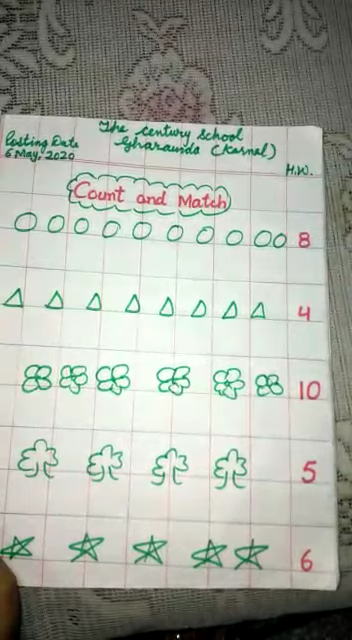 The century school
Posting Date
Gharaunda (Karnal)
6 May, 2020
H.W.
Count and Match
8
4
10
5
6